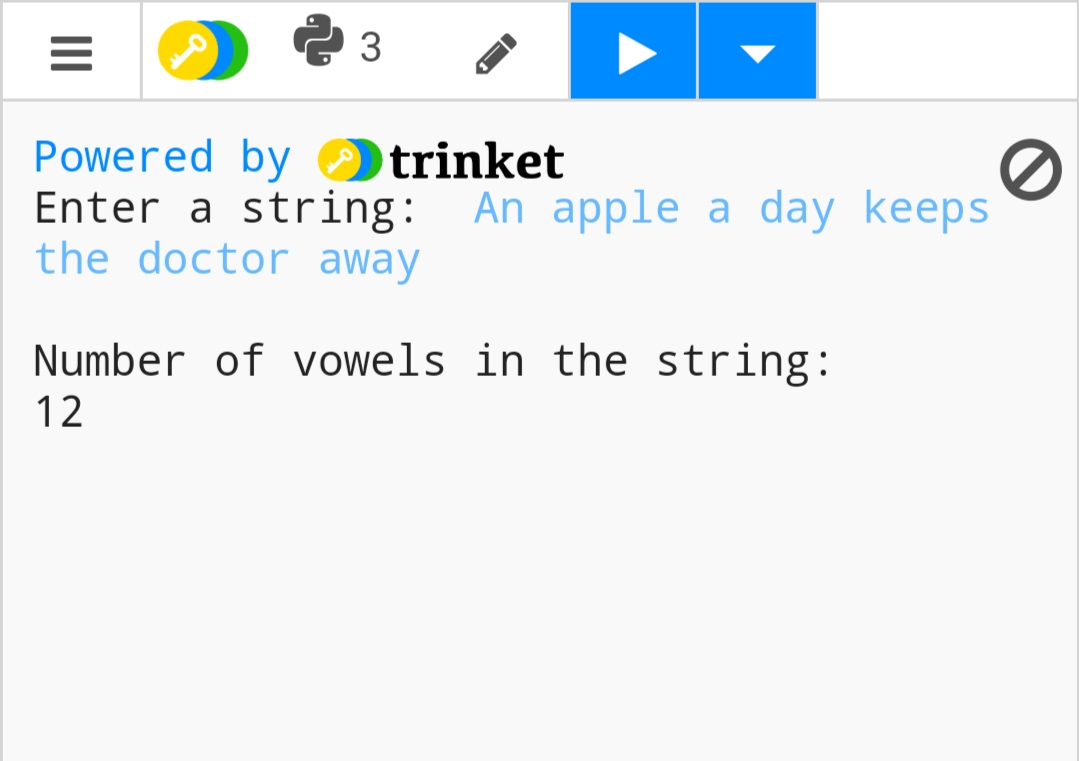 3
Powered by trinket
Enter a string: An apple a day keeps
the doctor away
Number of vowels in the string:
12